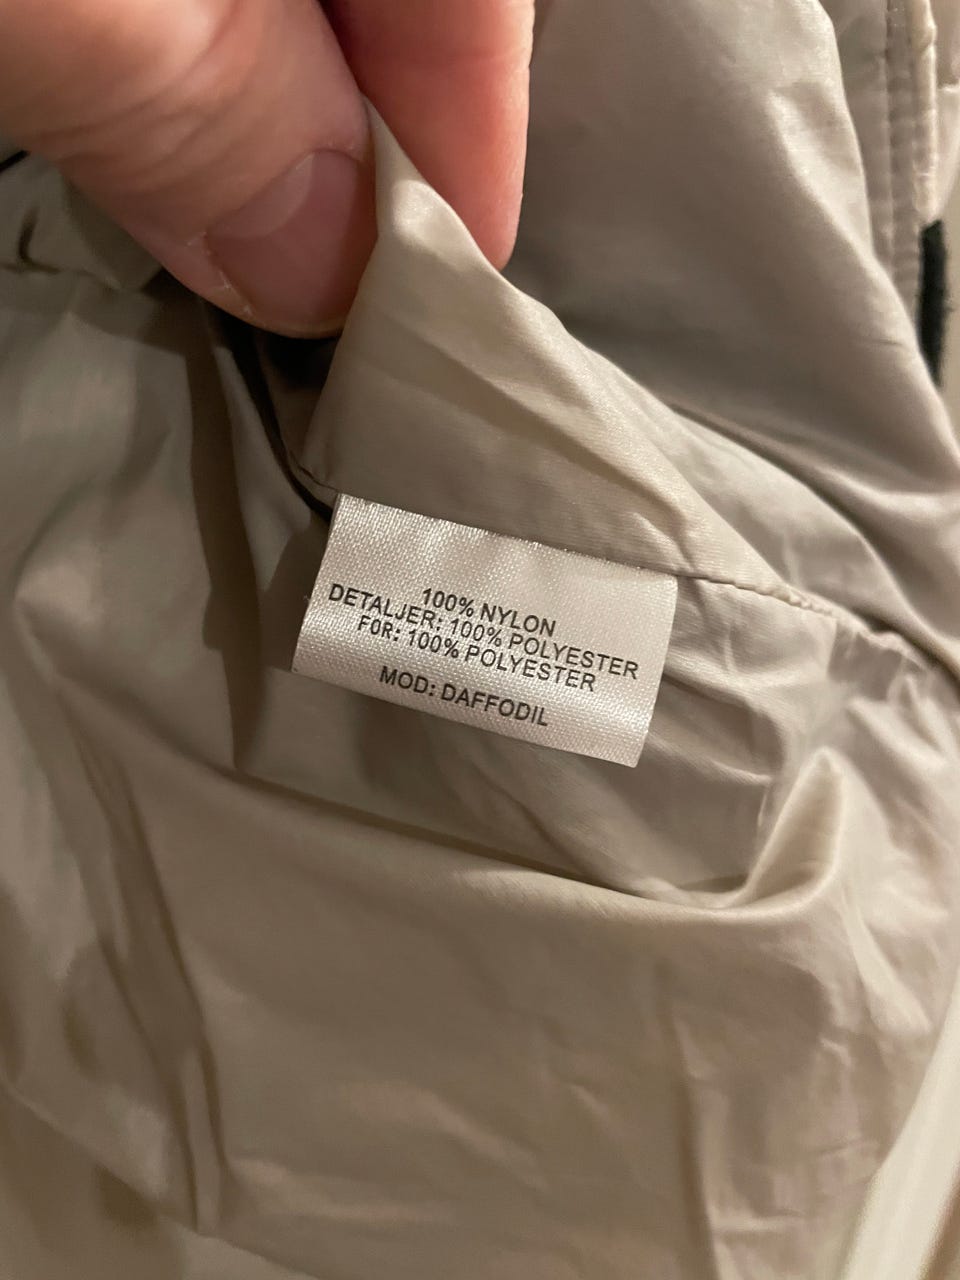 100% NYLON
DETALJER: 100% POLYESTER
FOR: 100% POLYESTER
MOD: DAFFODIL